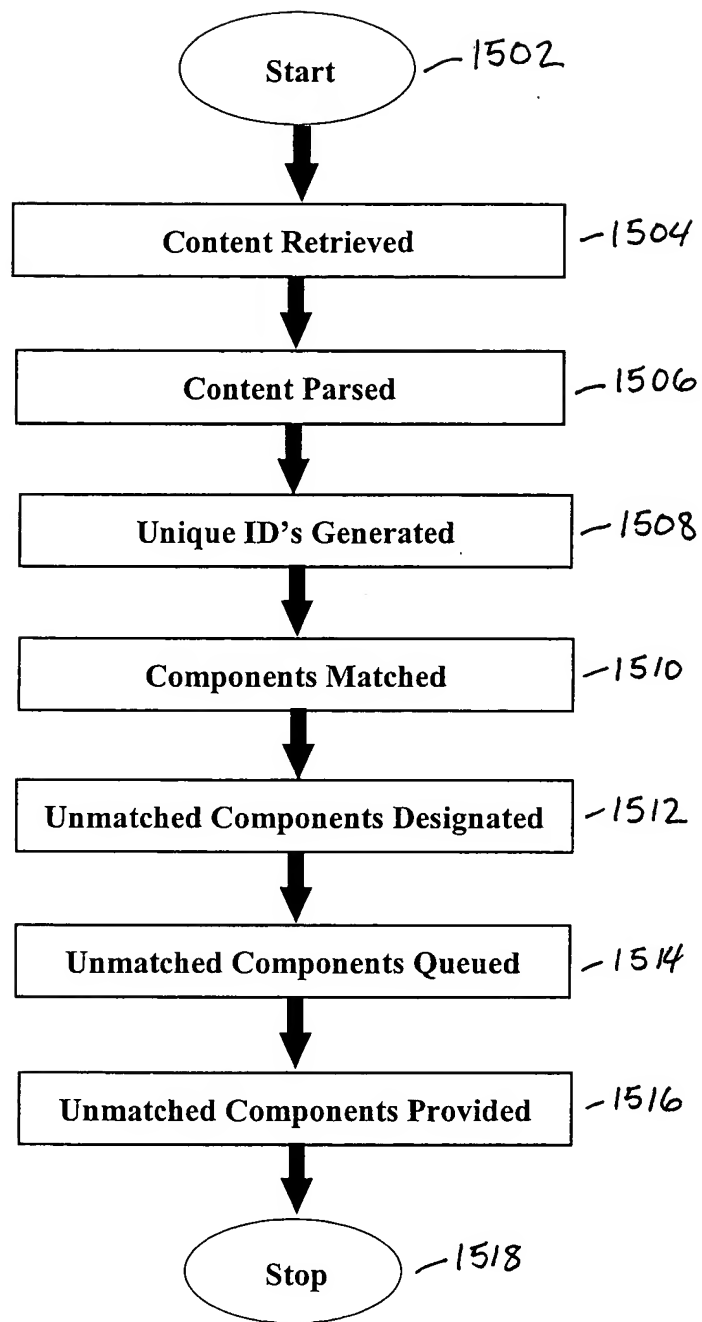 Start 1502
Content Retrieved 1504
Content Parsed 1506
Unique ID's Generated 1508
Components Matched 1510
Unmatched Components Designated 1512
Unmatched Components Queued 1514
Unmatched Components Provided 1516
Stop 1518